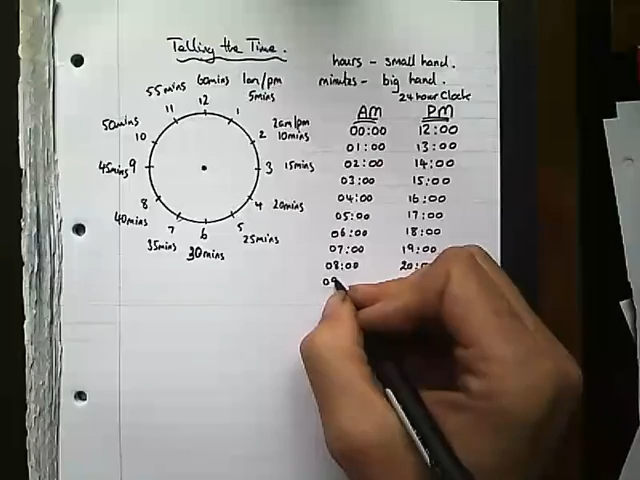 Telling the Time.
hours - small hand.
minutes - big hand.
24 hour Clock
AM PM
00:00 12:00
01:00 13:00
02:00 14:00
03:00 15:00
04:00 16:00
05:00 17:00
06:00 18:00
07:00 19:00
08:00 20:
09
60mins
12
1am/pm
5mins
1
2am/pm
10mins
2
3 15mins
4 20mins
5
25mins
6
30mins
7
35mins
8
40mins
45mins 9
50mins
10
55mins
11